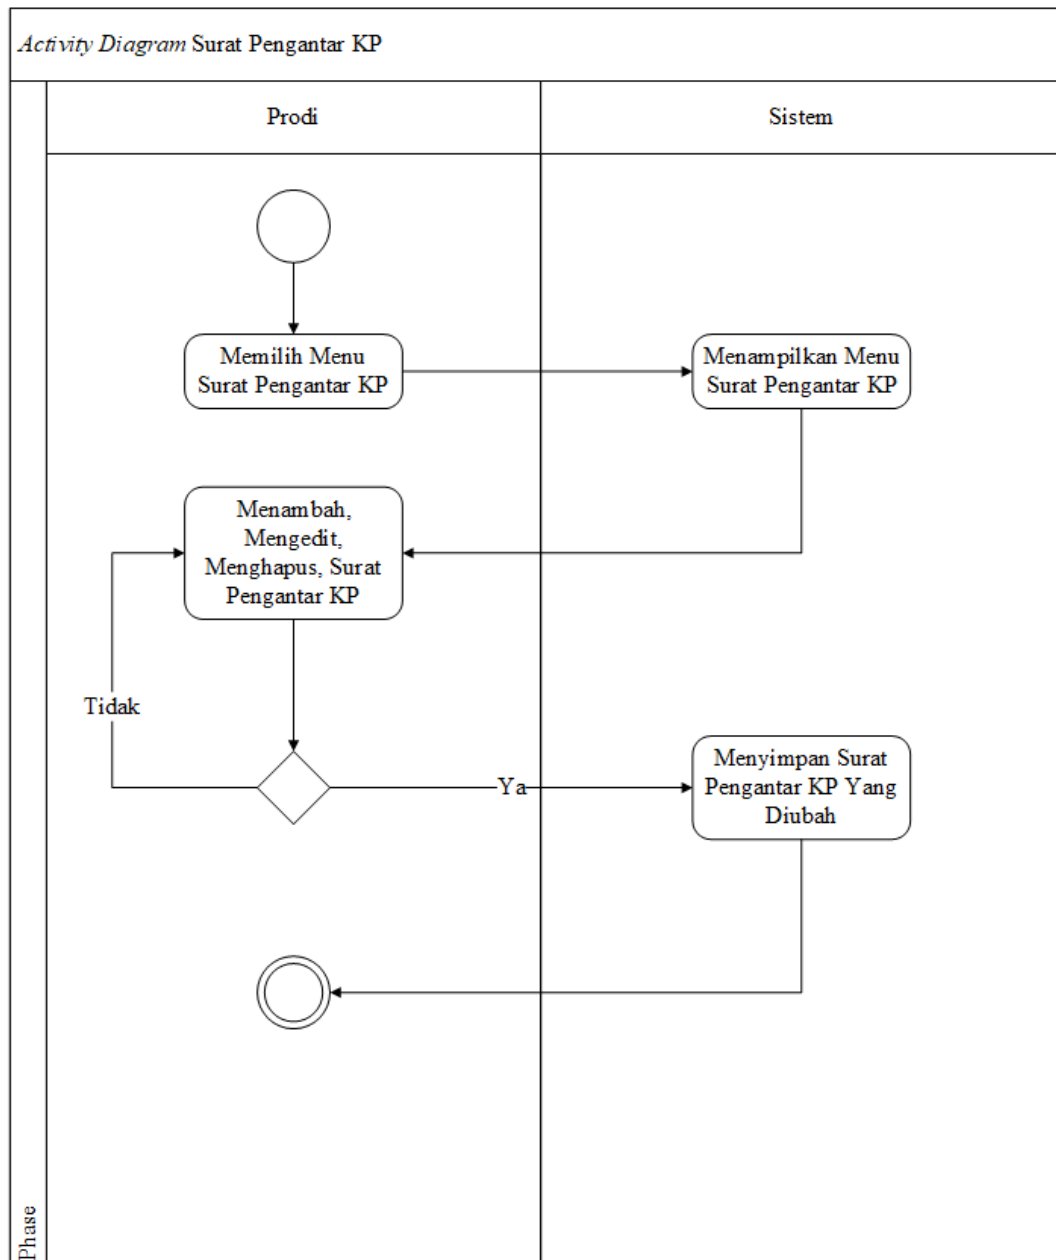 Activity Diagram Surat Pengantar KP
Prodi
Sistem
Memilih Menu
Surat Pengantar KP
Menampilkan Menu
Surat Pengantar KP
Menambah,
Mengedit,
Menghapus, Surat
Pengantar KP
Tidak
Ya
Menyimpan Surat
Pengantar KP Yang
Diubah
Phase